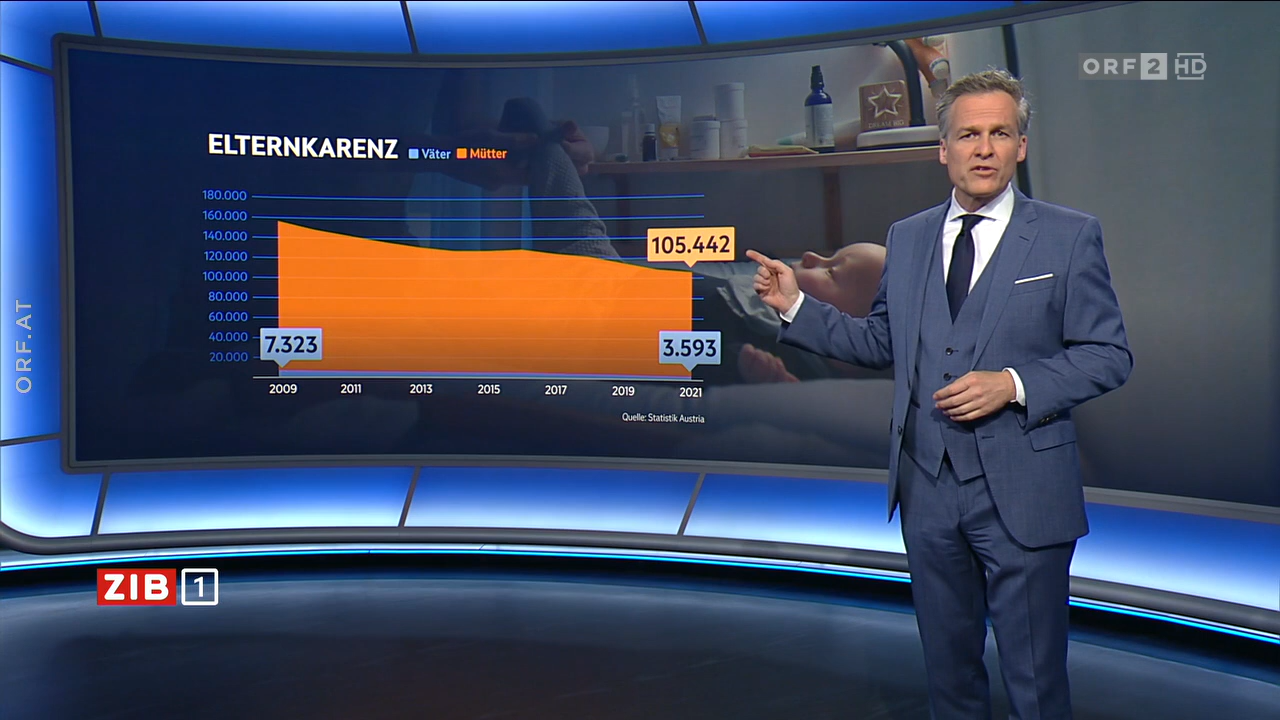 ORF 2 HD
ELTERNKARENZ Väter Mütter
180.000
160.000
140.000
120.000
100.000
80.000
60.000
40.000
20.000
105.442
7.323
3.593
2009 2011 2013 2015 2017 2019 2021
Quelle: Statistik Austria
ORF.AT
ZIB 1